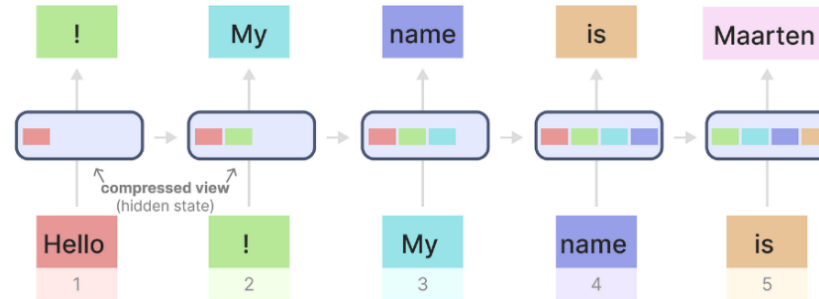 ! My name is Maarten
compressed view
(hidden state)
Hello ! My name is
1 2 3 4 5